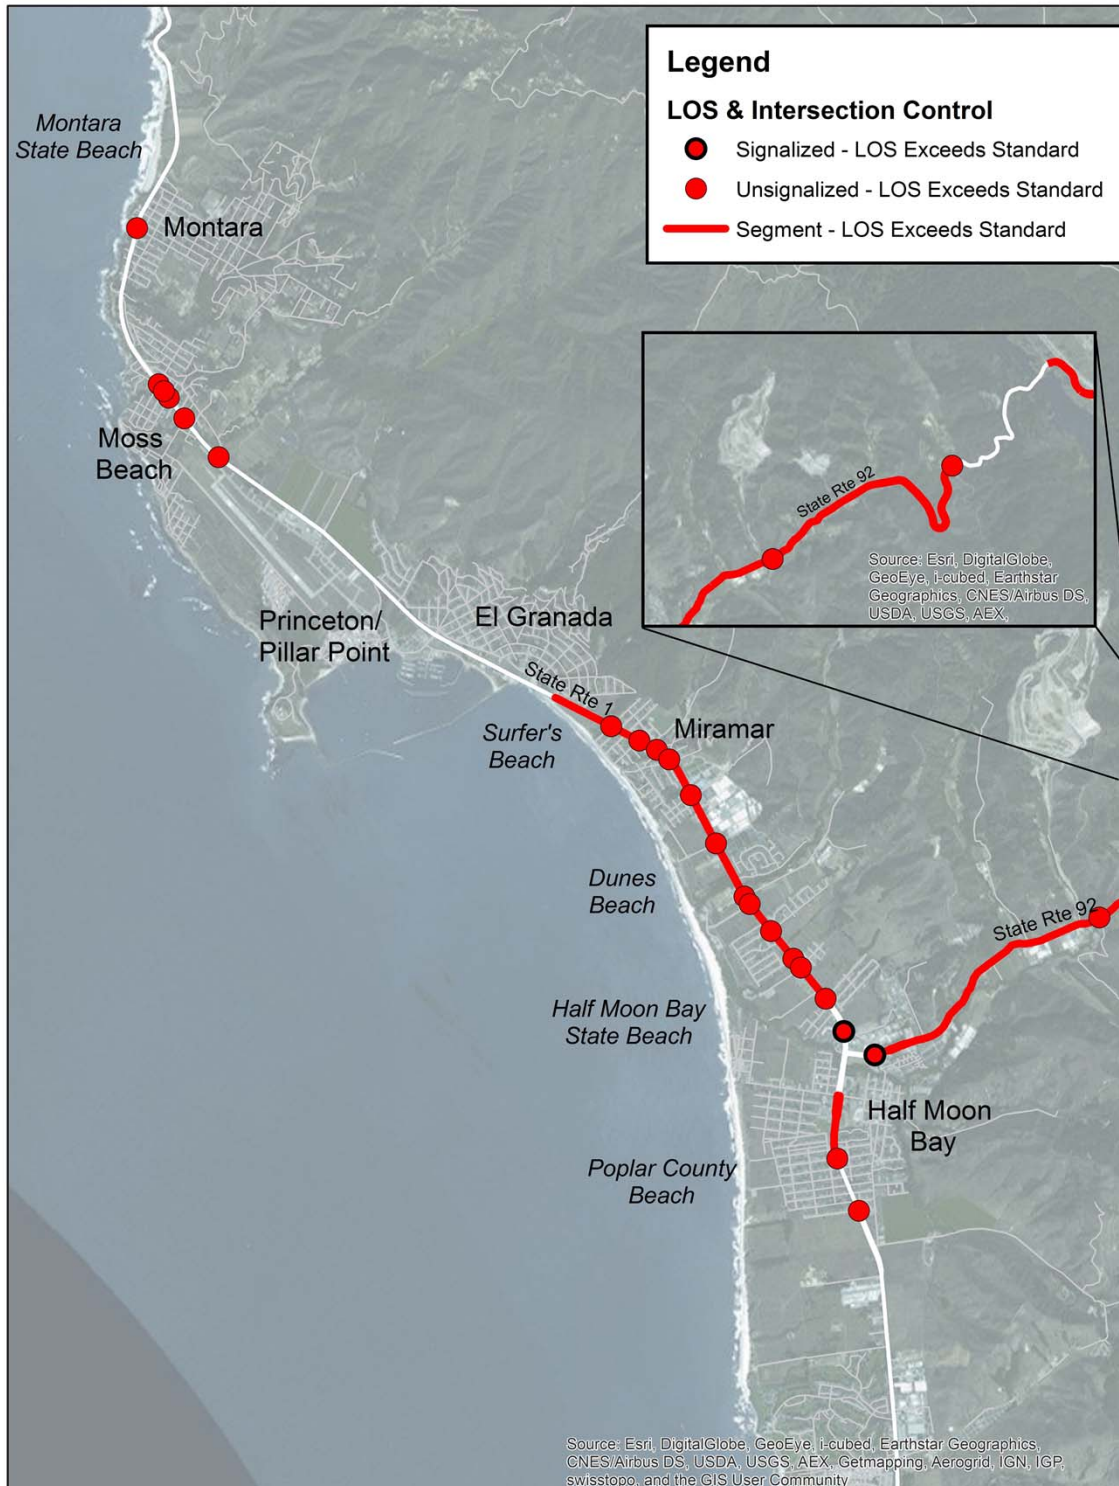 Legend
LOS & Intersection Control
Signalized - LOS Exceeds Standard
Unsignalized - LOS Exceeds Standard
Segment - LOS Exceeds Standard
Montara
State Beach
Montara
Moss
Beach
State Rte 92
Source: Esri, DigitalGlobe,
GeoEye, i-cubed, Earthstar
Geographics, CNES/Airbus DS,
USDA, USGS, AEX,
Princeton/
Pillar Point
El Granada
State Rte 1
Surfer's
Beach
Miramar
Dunes
Beach
State Rte 92
Half Moon Bay
State Beach
Half Moon
Bay
Poplar County
Beach
Source: Esri, DigitalGlobe, GeoEye, i-cubed, Earthstar Geographics,
CNES/Airbus DS, USDA, USGS, AEX, Getmapping, Aerogrid, IGN, IGP,
swisstopo, and the GIS User Community